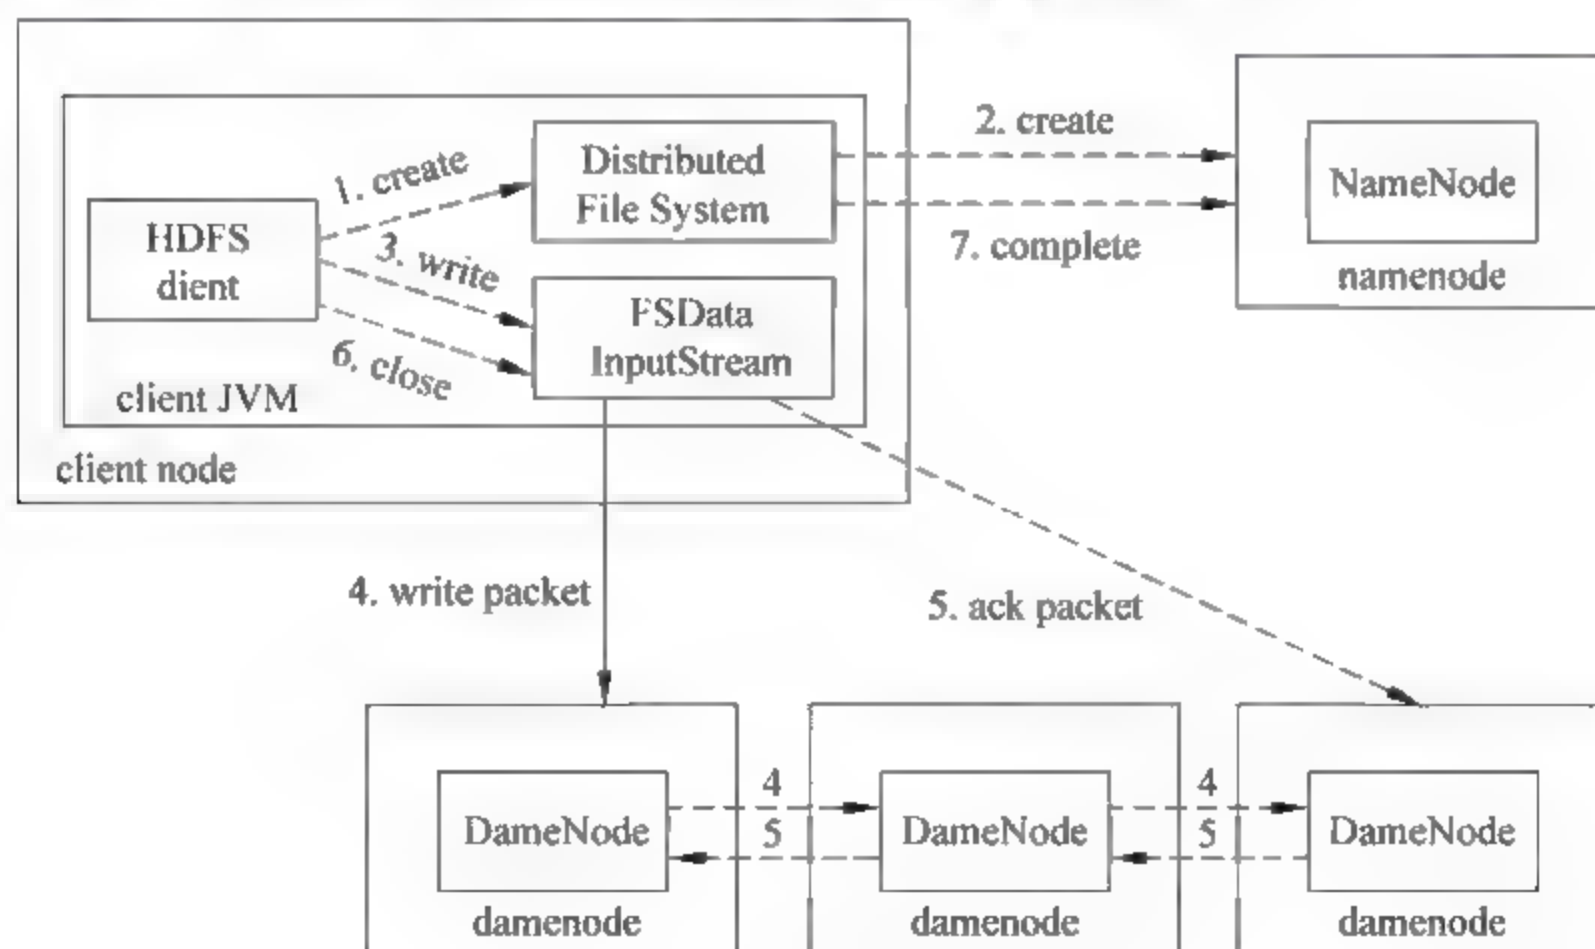 1. create
2. create
Distributed
File System
NameNode
HDFS
dient
3. write
7. complete
namenode
FSData
InputStream
6. close
client JVM
client node
4. write packet
5. ack packet
4
4
DameNode
5
DameNode
5
DameNode
damenode
damenode
damenode